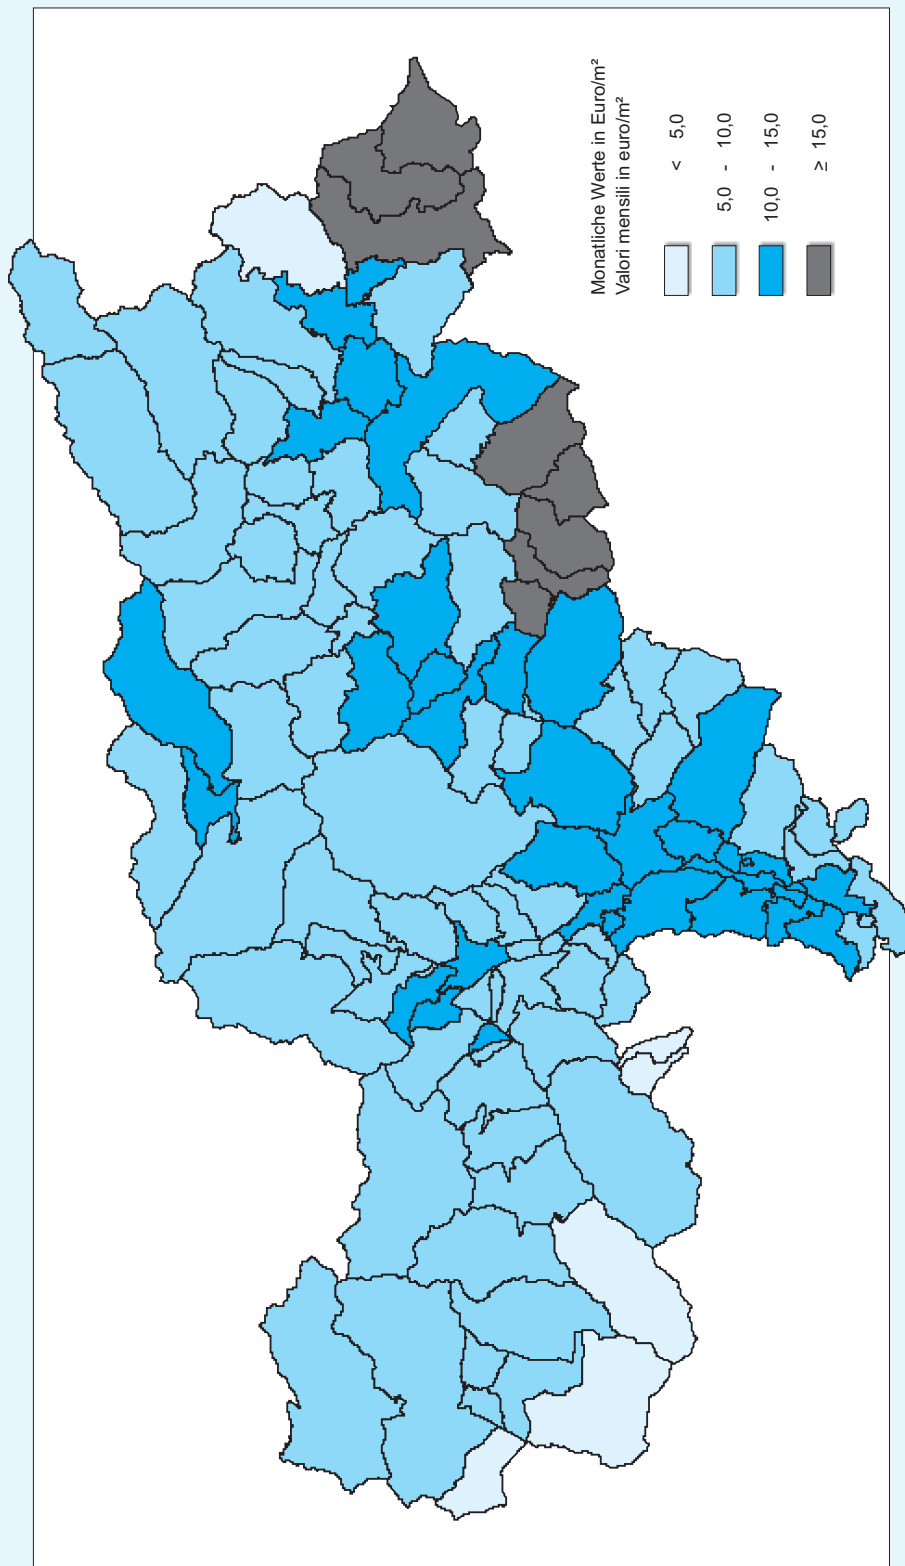 Monatliche Werte in Euro/m²
Valori mensili in euro/m²
< 5,0
5,0 - 10,0
10,0 - 15,0
≥ 15,0